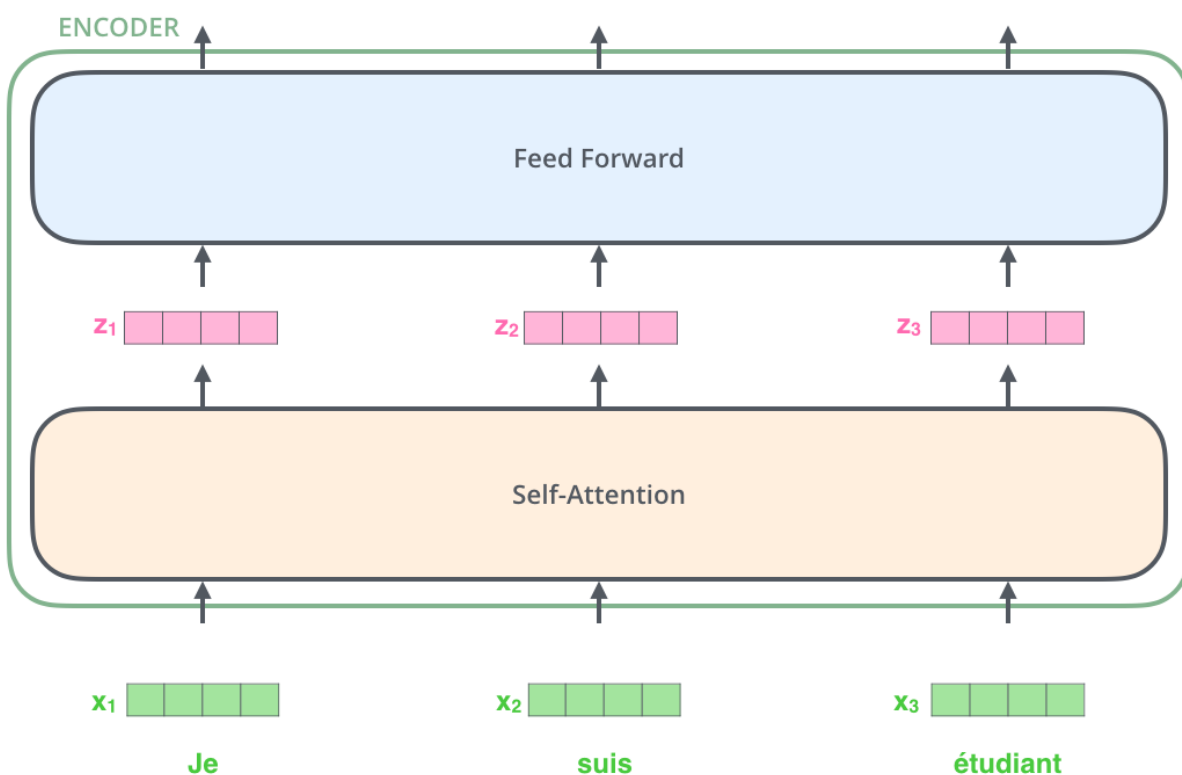 ENCODER
Feed Forward
z₁ z₂ z₃
Self-Attention
x₁ x₂ x₃
Je suis étudiant